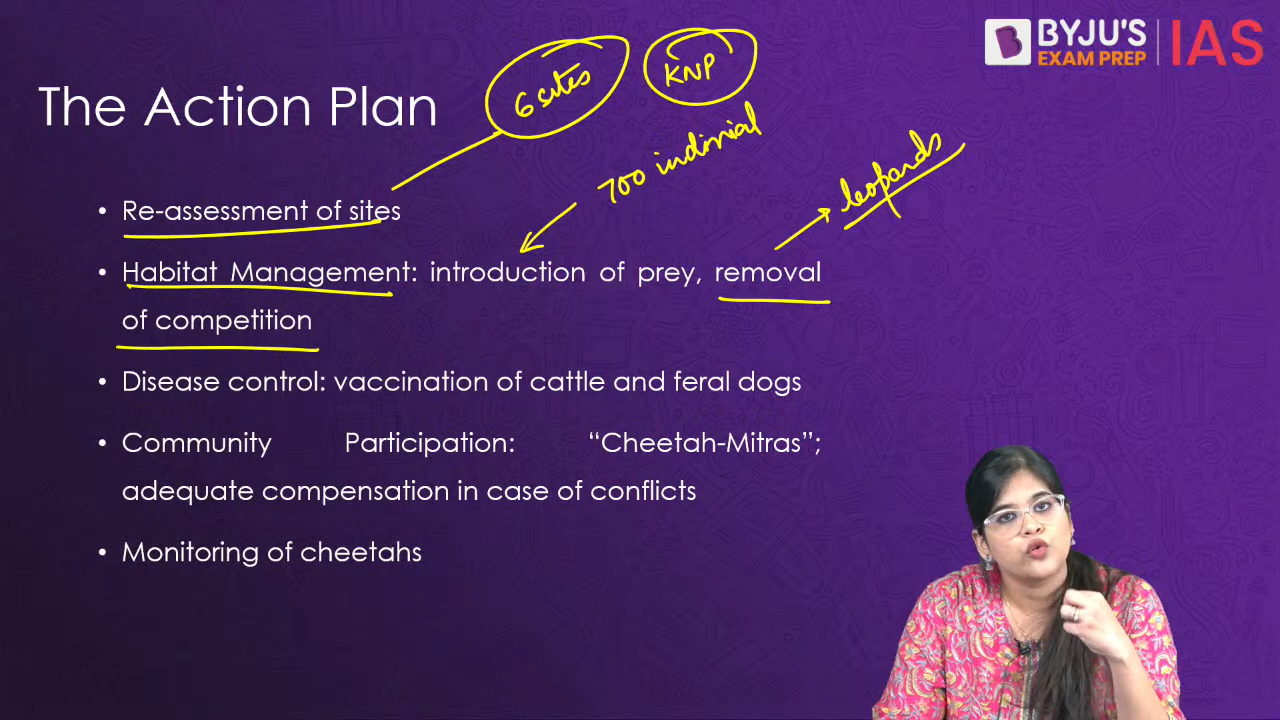 BYJU'S IAS
EXAM PREP
6 sites KNP
The Action Plan
700 individual
leopards
• Re-assessment of sites
• Habitat Management: introduction of prey, removal
of competition
• Disease control: vaccination of cattle and feral dogs
• Community Participation: “Cheetah-Mitras”;
adequate compensation in case of conflicts
• Monitoring of cheetahs